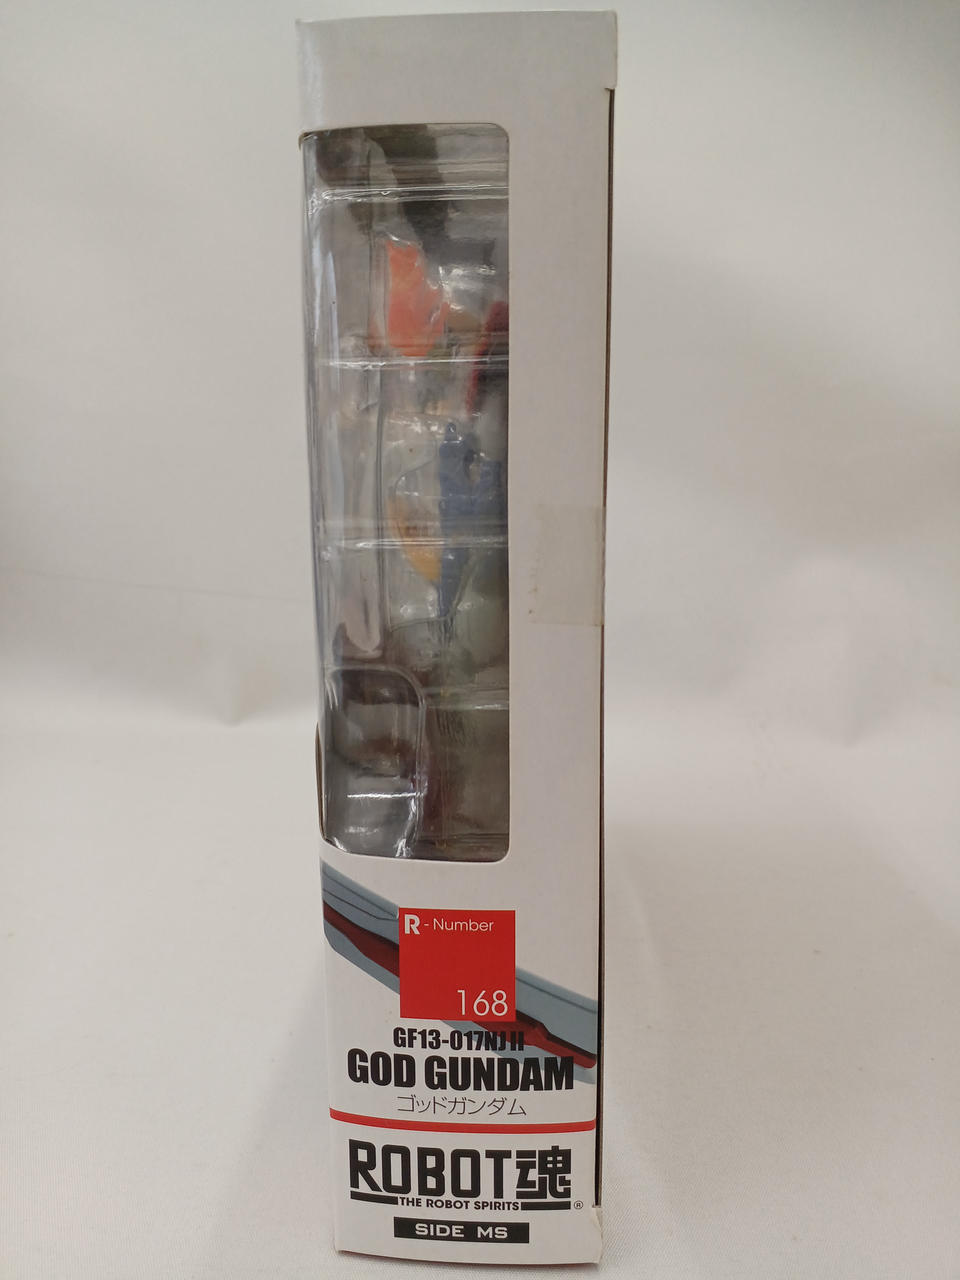 R - Number
168
GF13-017NJ II
GOD GUNDAM
ゴッドガンダム
ROBOT魂
THE ROBOT SPIRITS ®
SIDE MS